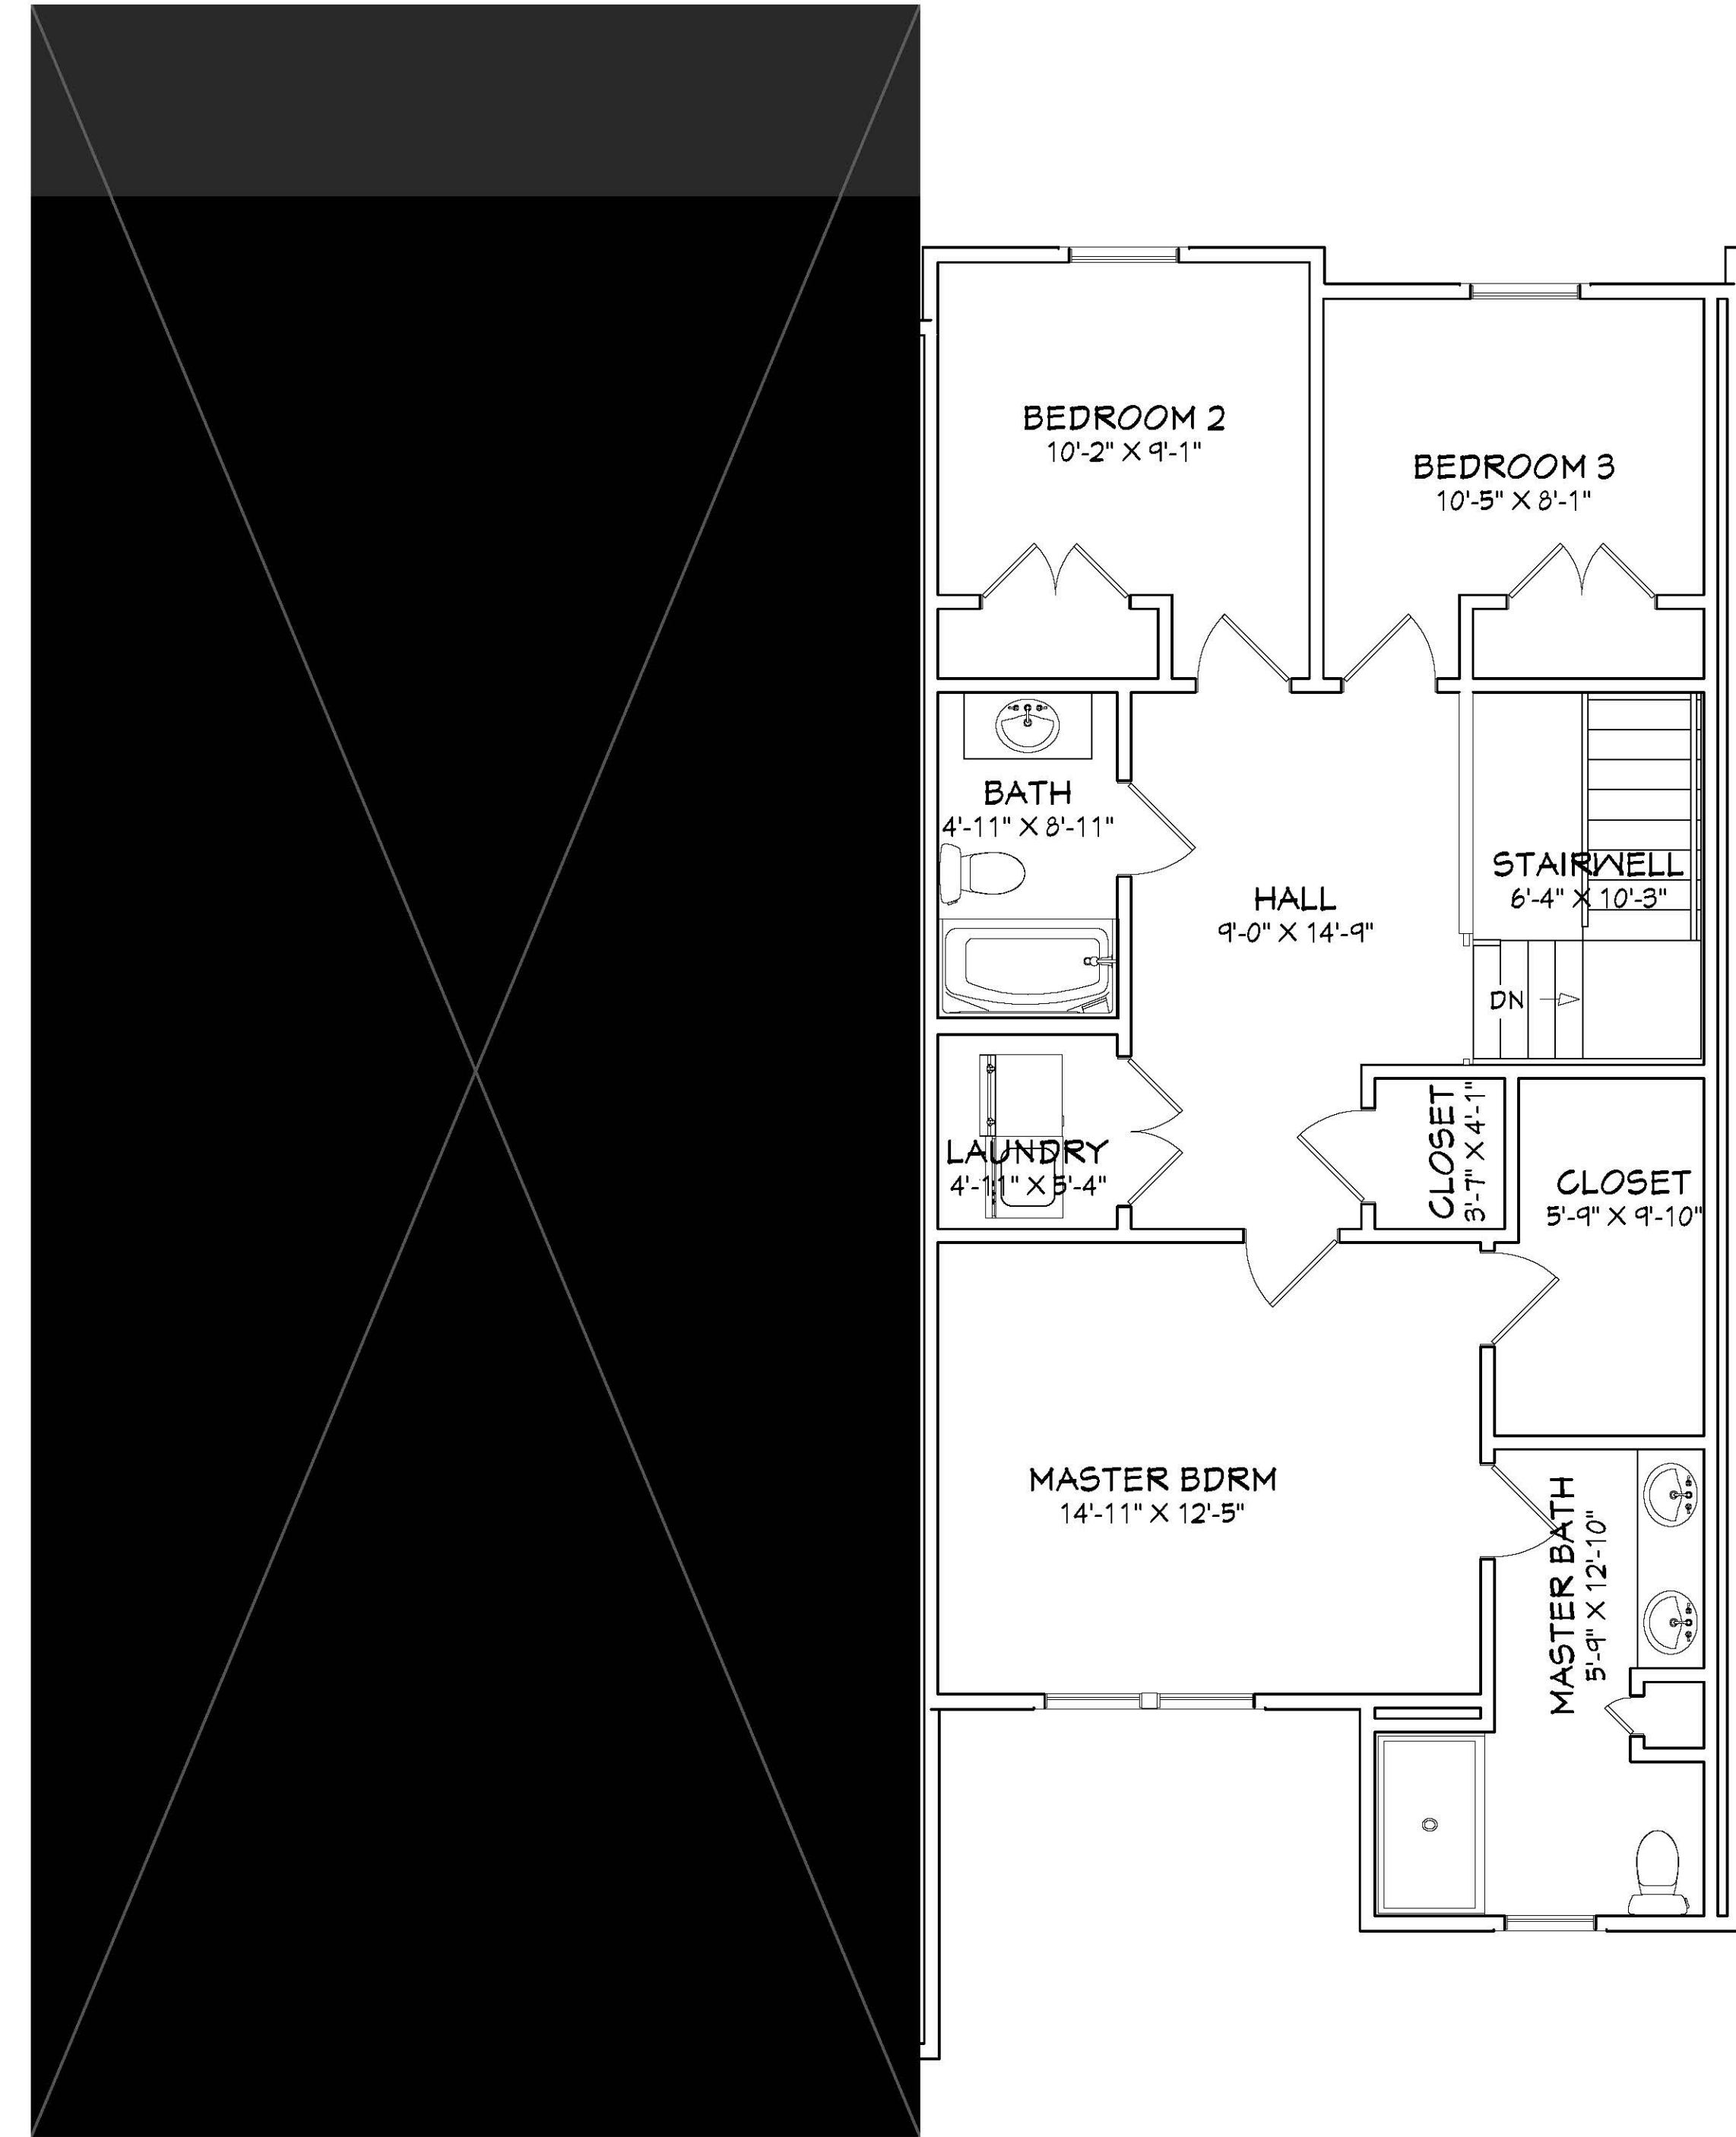 BEDROOM 2
10'-2" X 9'-1"
BEDROOM 3
10'-5" X 8'-1"
BATH
4'-11" X 8'-11"
STAIRWELL
6'-4" X 10'-3"
HALL
9'-0" X 14'-9"
DN
LAUNDRY
4'-11" X 5'-4"
CLOSET
3'-7" X 4'-1"
CLOSET
5'-9" X 9'-10"
MASTER BDRM
14'-11" X 12'-5"
MASTER BATH
5'-9" X 12'-10"